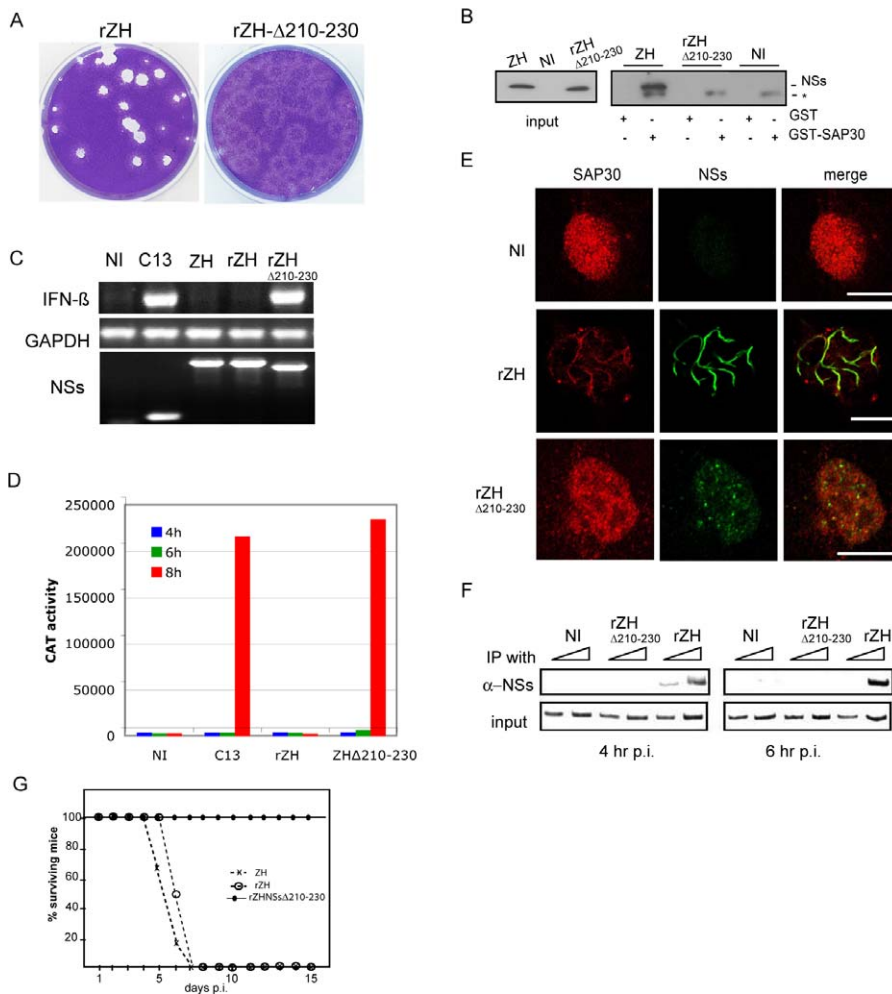 A
rZH
rZH-Δ210-230
B
ZH
NI
rZH
Δ210-230
input
ZH
rZH
Δ210-230
NI
NSs
*
+ - + - + - GST
- + - + - + GST-SAP30
C
NI C13 ZH rZH rZH
Δ210-230
IFN-ß
GAPDH
NSs
D
250000
200000
150000
100000
50000
0
CAT activity
4h
6h
8h
NI C13 rZH ZHΔ210-230
E
SAP30 NSs merge
NI
rZH
rZH
Δ210-230
F
IP with
NI
rZH
Δ210-230
rZH
NI
rZH
Δ210-230
rZH
α-NSs
input
4 hr p.i.
6 hr p.i.
G
100
80
60
40
20
% surviving mice
ZH
rZH
rZHNSsΔ210-230
1 5 10 15
days p.i.